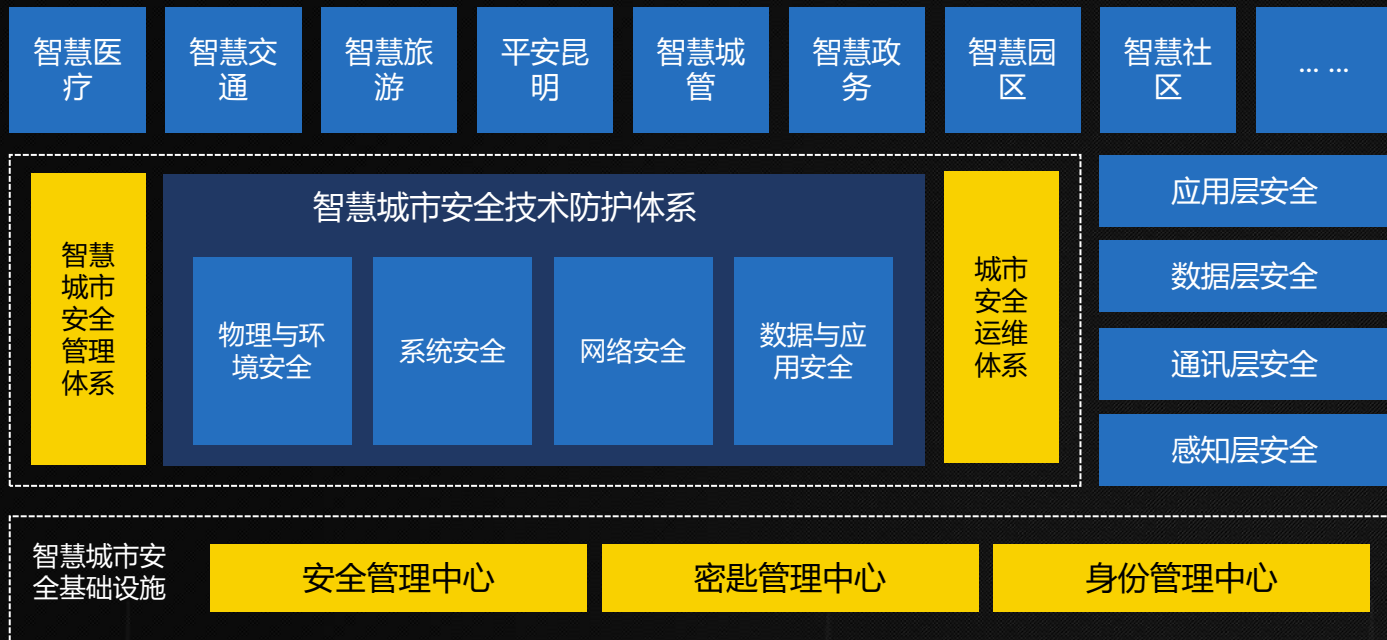 智慧医
疗
智慧交
通
智慧旅
游
平安昆
明
智慧城
管
智慧政
务
智慧园
区
智慧社
区
... ...
智慧
城市
安全
管理
体系
智慧城市安全技术防护体系
物理与环
境安全
系统安全
网络安全
数据与应
用安全
城市
安全
运维
体系
应用层安全
数据层安全
通讯层安全
感知层安全
智慧城市安
全基础设施
安全管理中心
密匙管理中心
身份管理中心